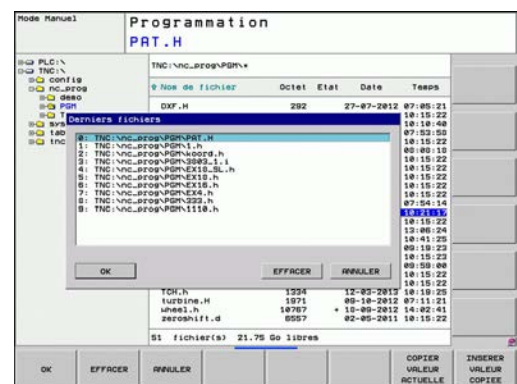 Mode Manuel
Programmation
PAT.H
PLC:\
TNC:\
config
nc_prog
demo
PGM
sys
tab
tnc
TNC:\nc_prog\PGM\*
Nom de fichier Octet Etat Date Temps
DXF.H 292 27-07-2012 07:05:21
10:15:22
10:10:40
07:53:58
10:15:22
08:08:18
10:15:22
10:15:22
10:15:22
10:15:22
10:15:22
07:54:14
10:21:17
10:15:22
13:06:24
10:41:25
09:19:23
10:15:23
09:59:00
10:15:22
10:15:22
Derniers fichiers
0: TNC:\nc_prog\PGM\PAT.H
1: TNC:\nc_prog\PGM\1.h
2: TNC:\nc_prog\PGM\koord.h
3: TNC:\nc_prog\PGM\3803_1.i
4: TNC:\nc_prog\PGM\EX18_SL.h
5: TNC:\nc_prog\PGM\EX18.h
6: TNC:\nc_prog\PGM\EX16.h
7: TNC:\nc_prog\PGM\EX4.h
8: TNC:\nc_prog\PGM\333.h
9: TNC:\nc_prog\PGM\1110.h
OK EFFACER ANNULER
TCH.h 1334 12-03-2013 10:19:25
turbine.H 1971 09-10-2012 07:11:21
wheel.h 10767 + 18-09-2012 14:02:41
zeroshift.d 6557 02-05-2011 10:15:22
51 fichier(s) 21.75 Go libres
OK EFFACER ANNULER COPIER VALEUR ACTUELLE INSERER VALEUR COPIEE